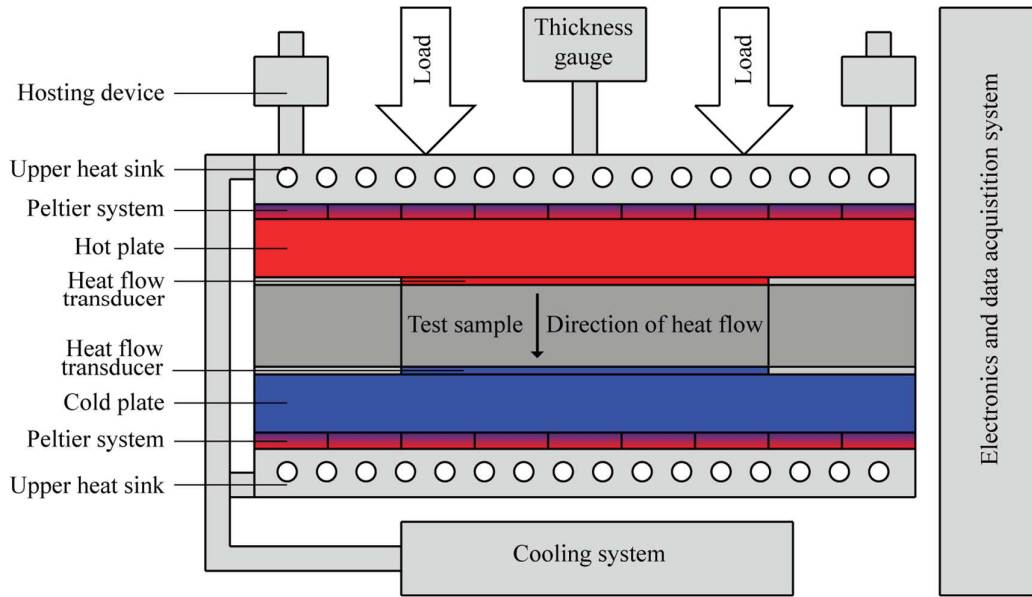 Thickness
gauge
Load
Load
Hosting device
Upper heat sink
Peltier system
Hot plate
Heat flow
transducer
Test sample
Direction of heat flow
Heat flow
transducer
Cold plate
Peltier system
Upper heat sink
Cooling system
Electronics and data acquistition system